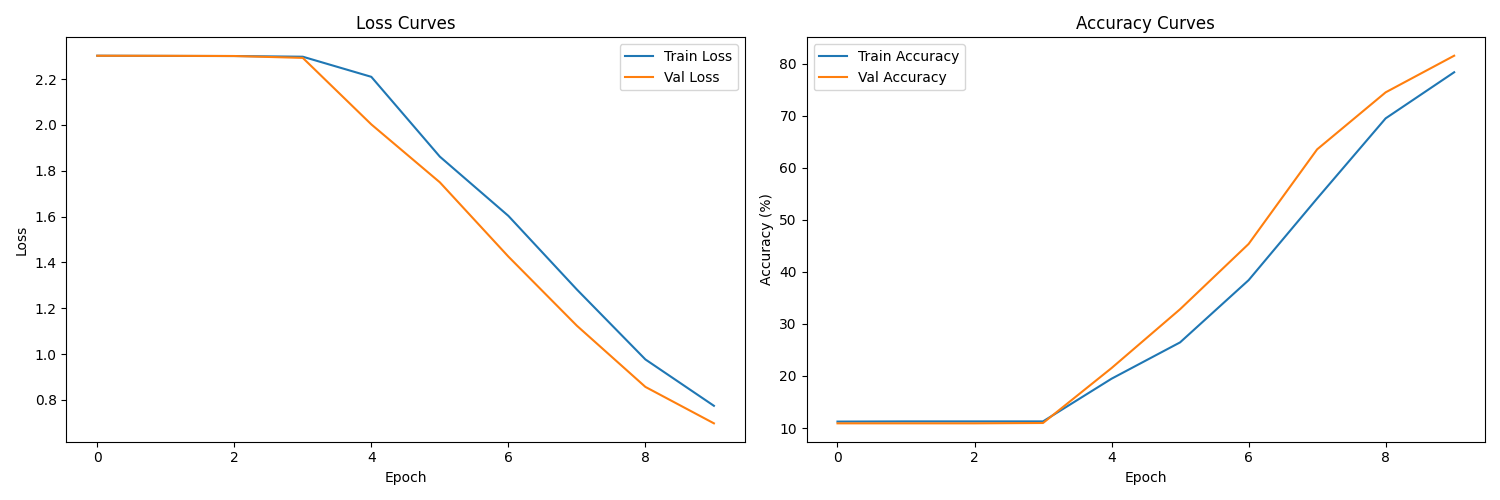 Loss Curves
Loss
2.2
2.0
1.8
1.6
1.4
1.2
1.0
0.8
Train Loss
Val Loss
0 2 4 6 8
Epoch
Accuracy Curves
Accuracy (%)
80
70
60
50
40
30
20
10
Train Accuracy
Val Accuracy
0 2 4 6 8
Epoch